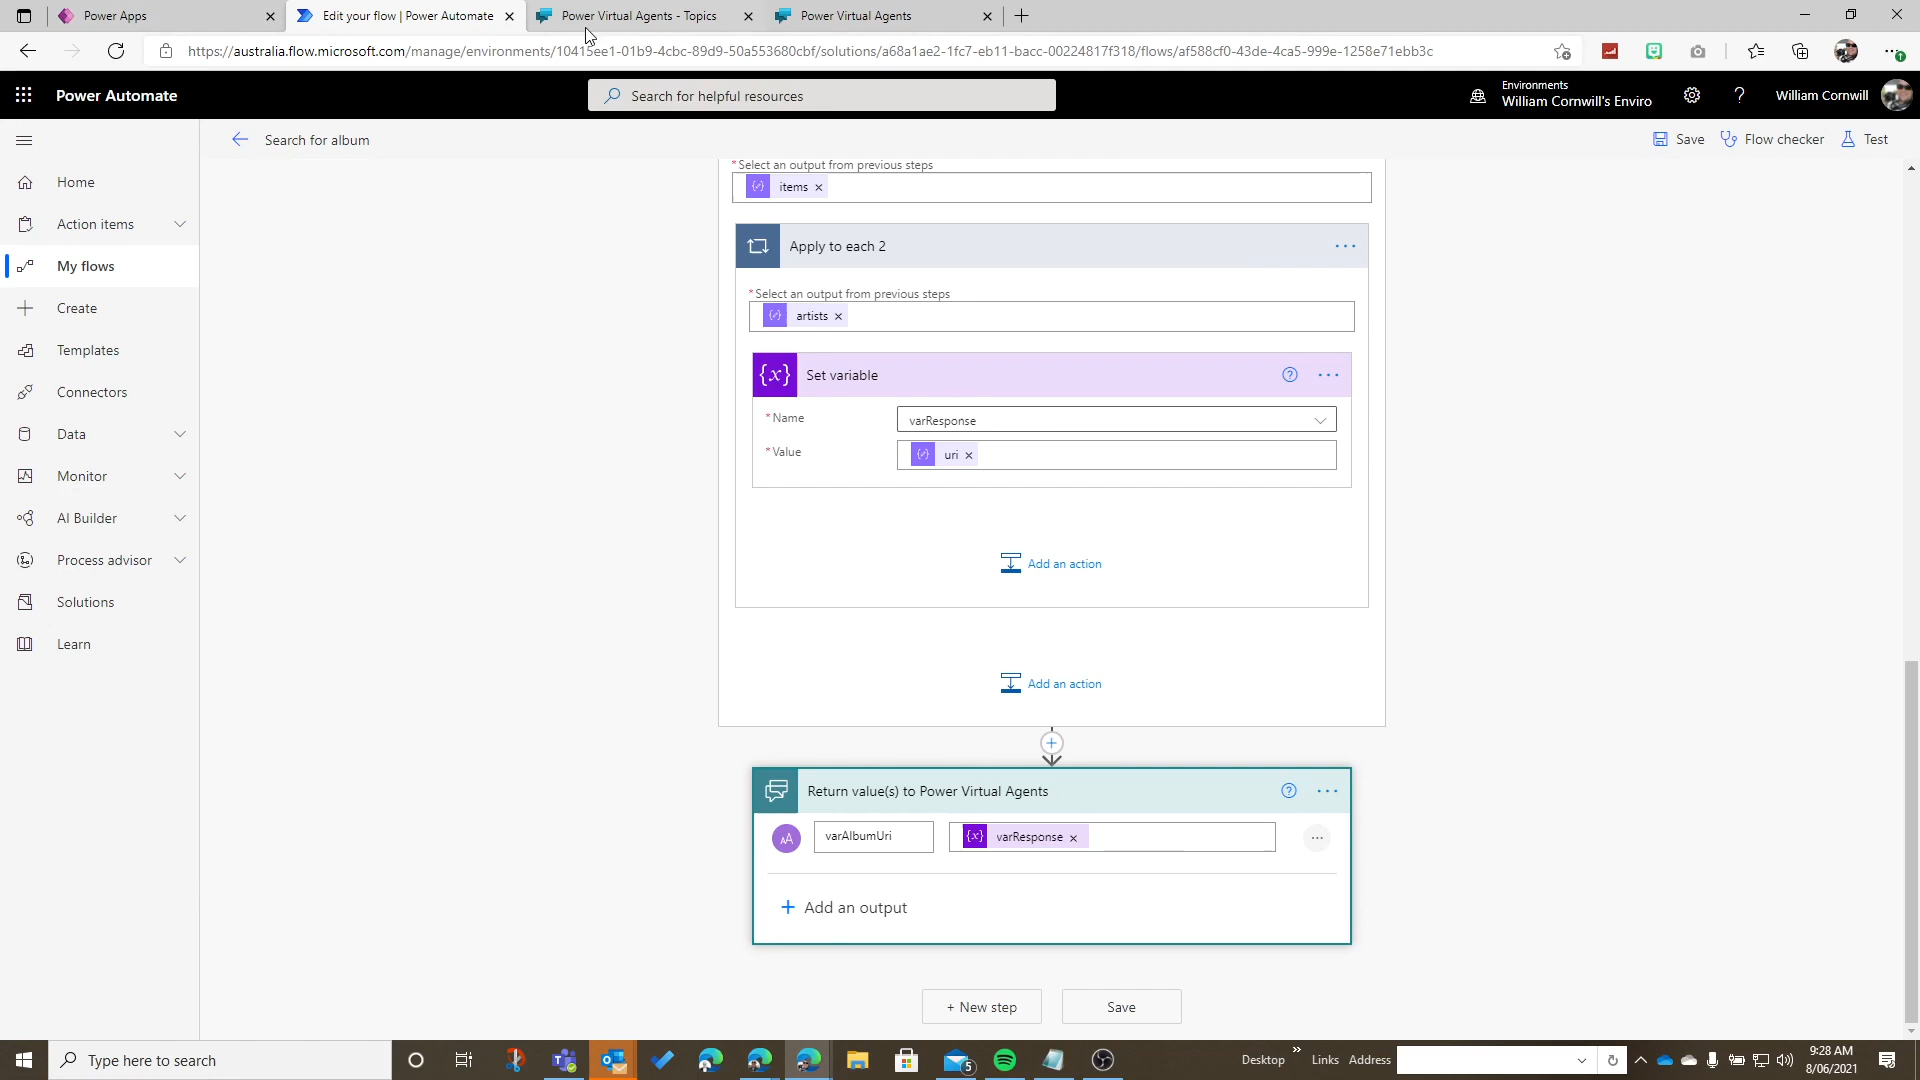 Power Apps
Edit your flow | Power Automate
Power Virtual Agents - Topics
Power Virtual Agents
https://australia.flow.microsoft.com/manage/environments/10415ee1-01b9-4cbc-89d9-50a553680cbf/solutions/a68a1ae2-1fc7-eb11-bacc-00224817f318/flows/af588cf0-43de-4ca5-999e-1258e71ebb3c
Power Automate
Search for helpful resources
Environments
William Cornwill's Enviro
William Cornwill
Search for album
Save
Flow checker
Test
Home
Action items
My flows
Create
Templates
Connectors
Data
Monitor
AI Builder
Process advisor
Solutions
Learn
* Select an output from previous steps
items
Apply to each 2
* Select an output from previous steps
artists
{x} Set variable
* Name
varResponse
* Value
uri
Add an action
Add an action
Return value(s) to Power Virtual Agents
AA
varAlbumUri
{x} varResponse
+ Add an output
+ New step
Save
Type here to search
5
Desktop
Links
Address
9:28 AM
8/06/2021